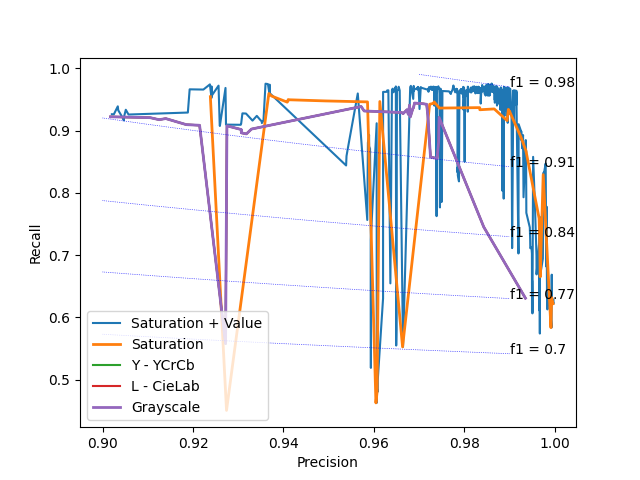 1.0
f1 = 0.98
0.9
f1 = 0.91
0.8
f1 = 0.84
0.7
f1 = 0.77
0.6
f1 = 0.7
0.5
Recall
Saturation + Value
Saturation
Y - YCrCb
L - CieLab
Grayscale
0.90 0.92 0.94 0.96 0.98 1.00
Precision